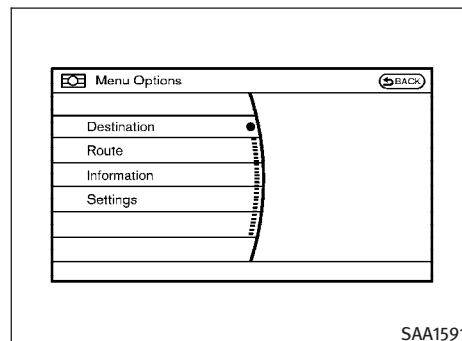 Menu Options
BACK
Destination
Route
Information
Settings
SAA1591